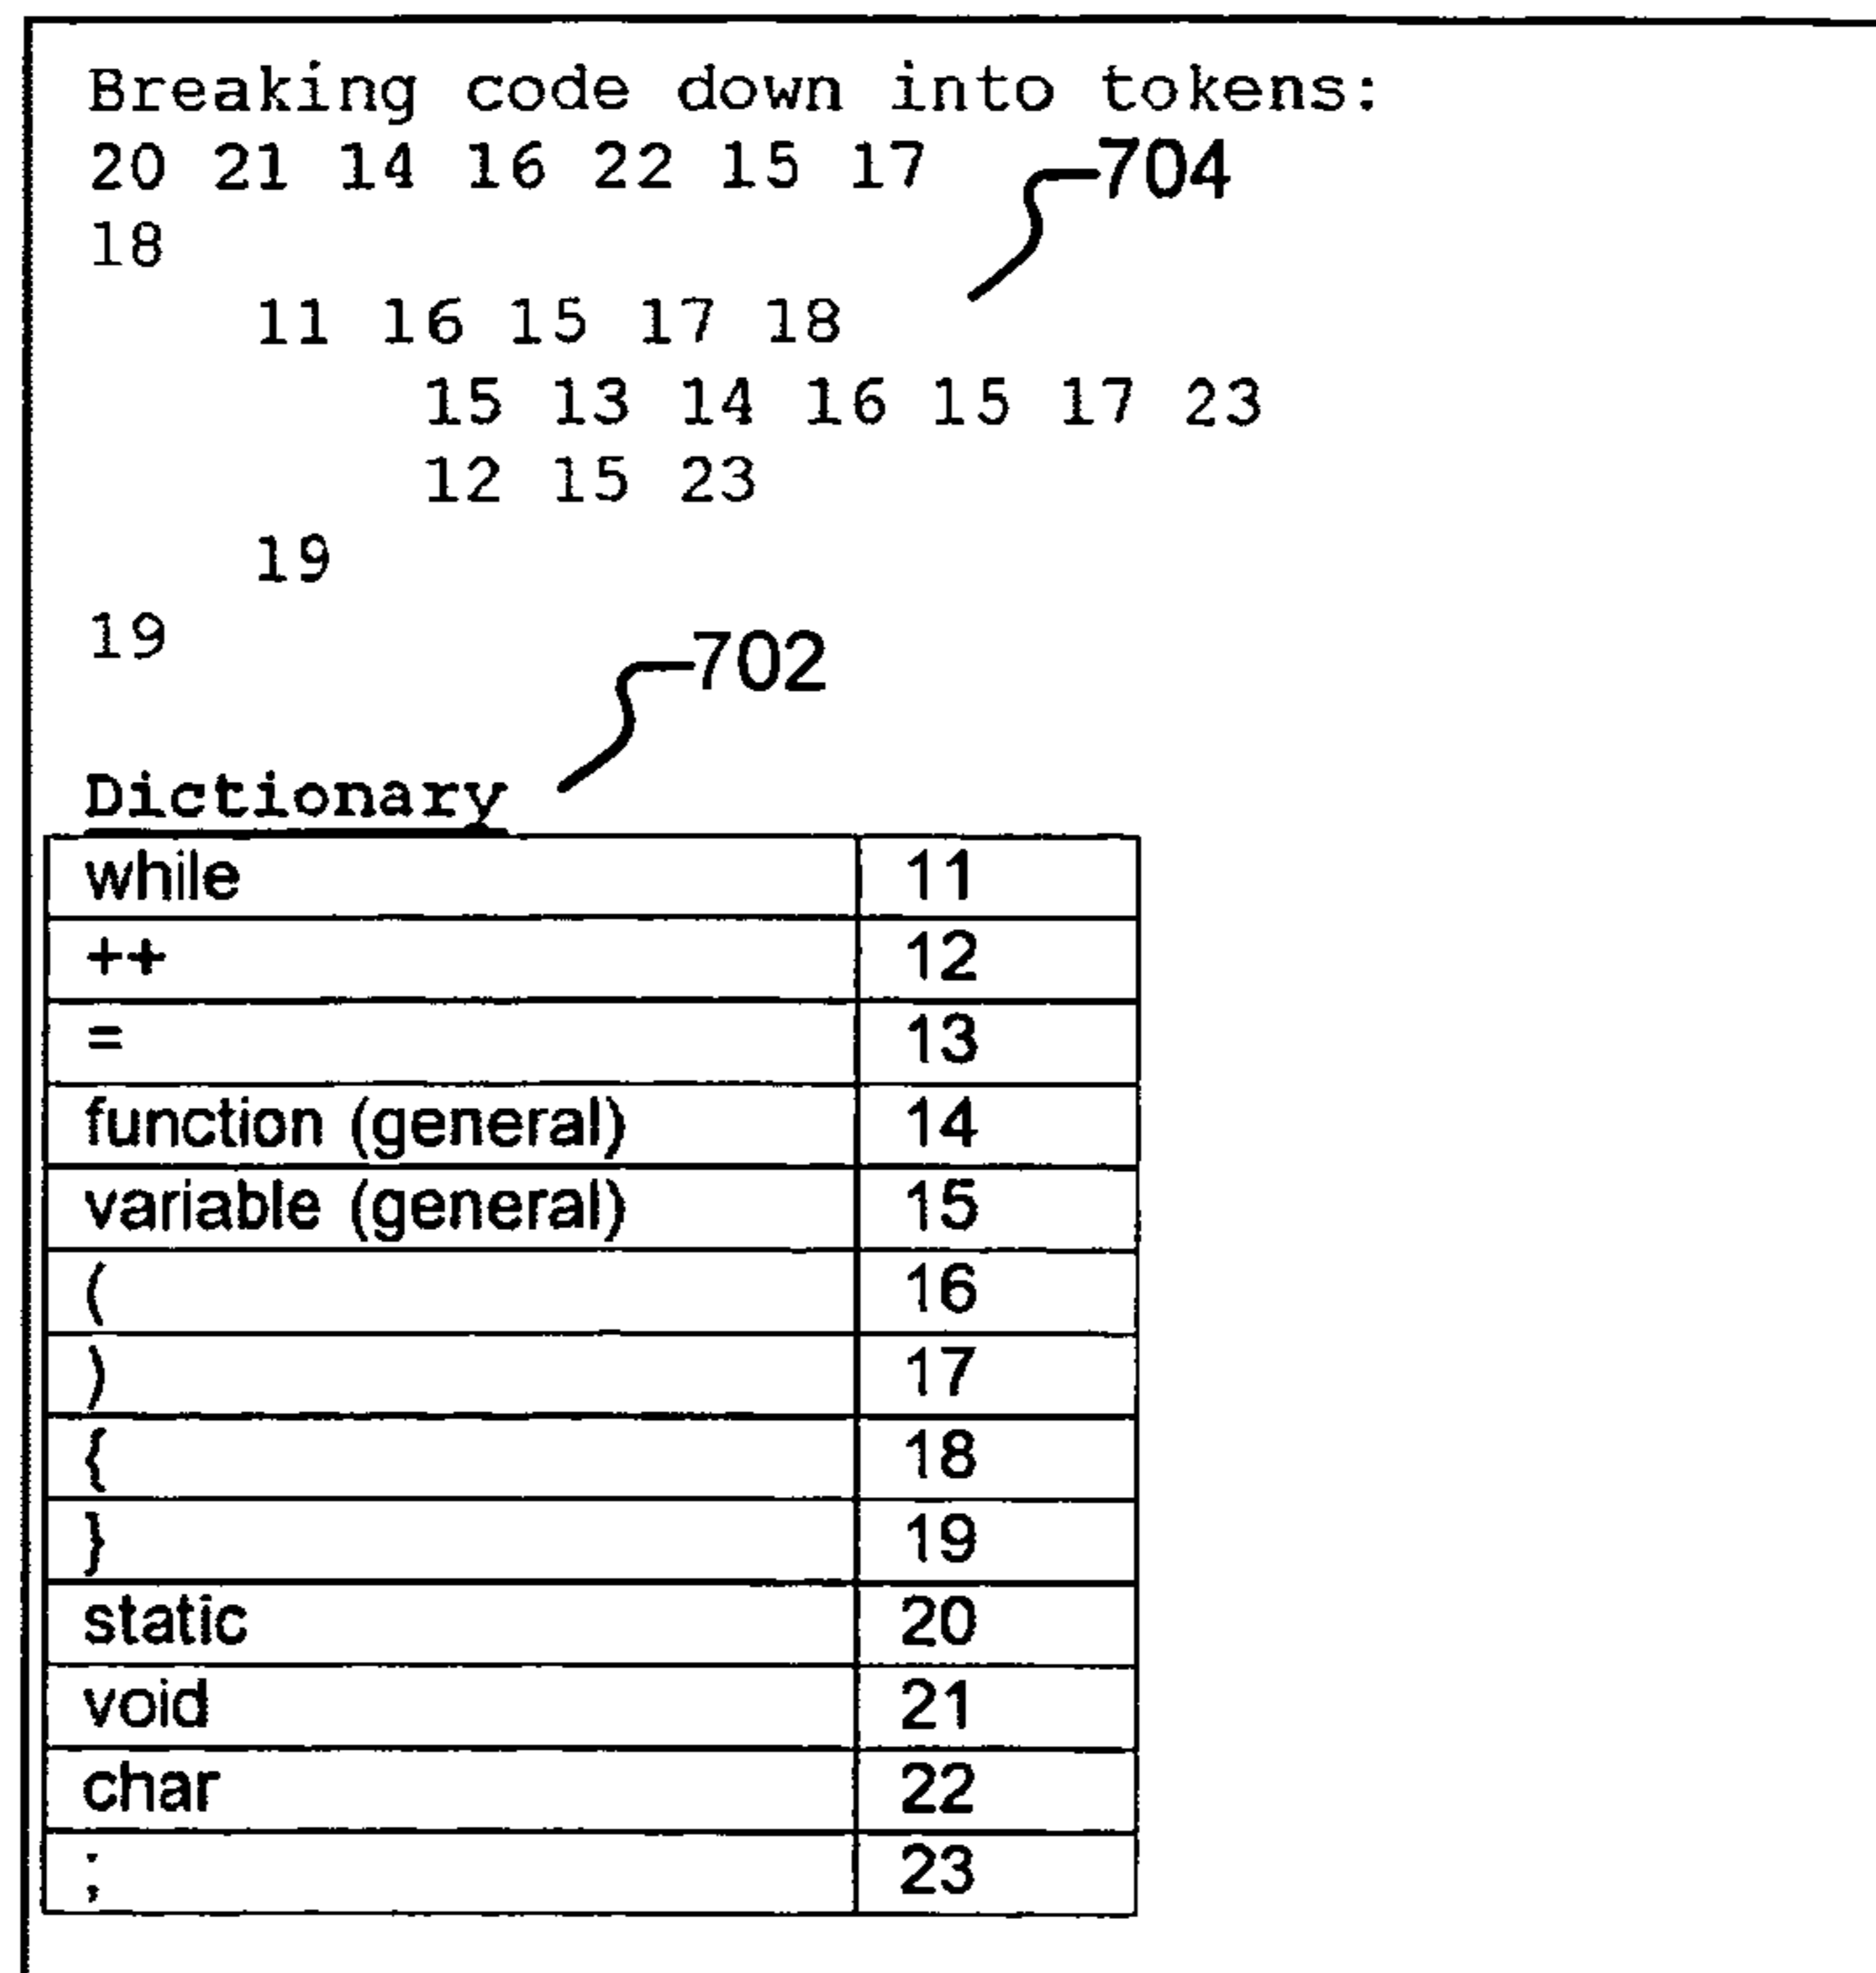 Breaking code down into tokens:
20 21 14 16 22 15 17
704
18
11 16 15 17 18
15 13 14 16 15 17 23
12 15 23
19
19
702
Dictionary
while 11
++ 12
= 13
function (general) 14
variable (general) 15
( 16
) 17
{ 18
} 19
static 20
void 21
char 22
; 23